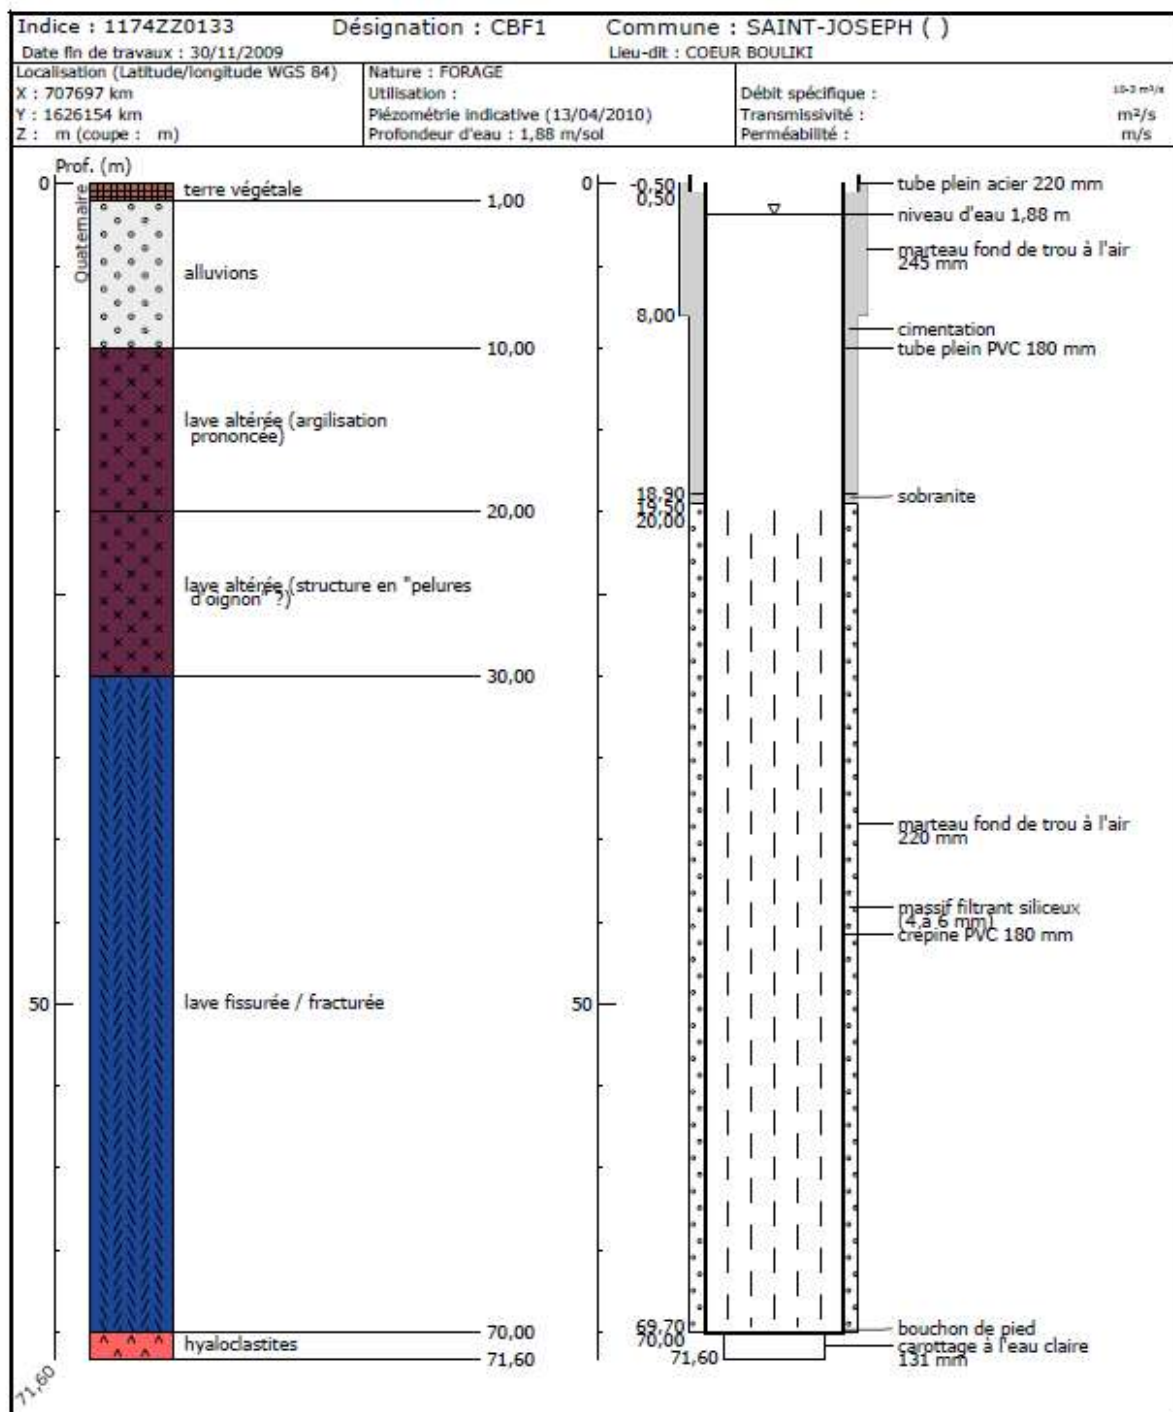 Indice : 1174ZZ0133 Désignation : CBF1 Commune : SAINT-JOSEPH ( )
Date fin de travaux : 30/11/2009 Lieu-dit : COEUR BOULIKI
Localisation (Latitude/longitude WGS 84)
X : 707697 km
Y : 1626154 km
Z : m (coupe : m)
Nature : FORAGE
Utilisation :
Piézométrie indicative (13/04/2010)
Profondeur d'eau : 1,88 m/sol
Débit spécifique : 10-3 m³/s
Transmissivité : m²/s
Perméabilité : m/s
Prof. (m)
0
Quaternaire
terre végétale
1,00
alluvions
10,00
lave altérée (argilisation
prononcée)
20,00
lave altérée (structure en "pelures
d'oignon" ?)
30,00
50
lave fissurée / fracturée
70,00
hyaloclastites
71,60
71,60
0
-0,50
0,50
tube plein acier 220 mm
niveau d'eau 1,88 m
marteau fond de trou à l'air
245 mm
8,00
cimentation
tube plein PVC 180 mm
18,90
19,50
20,00
sobranite
marteau fond de trou à l'air
220 mm
massif filtrant siliceux
(4 à 6 mm)
crépine PVC 180 mm
50
69,70
70,00
71,60
bouchon de pied
carottage à l'eau claire
131 mm